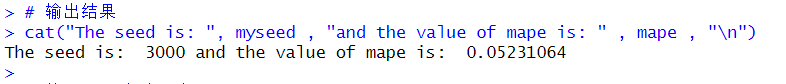 > # 输出结果
> cat("The seed is: ", myseed , "and the value of mape is: " , mape , "\n")
The seed is:  3000 and the value of mape is:  0.05231064
>